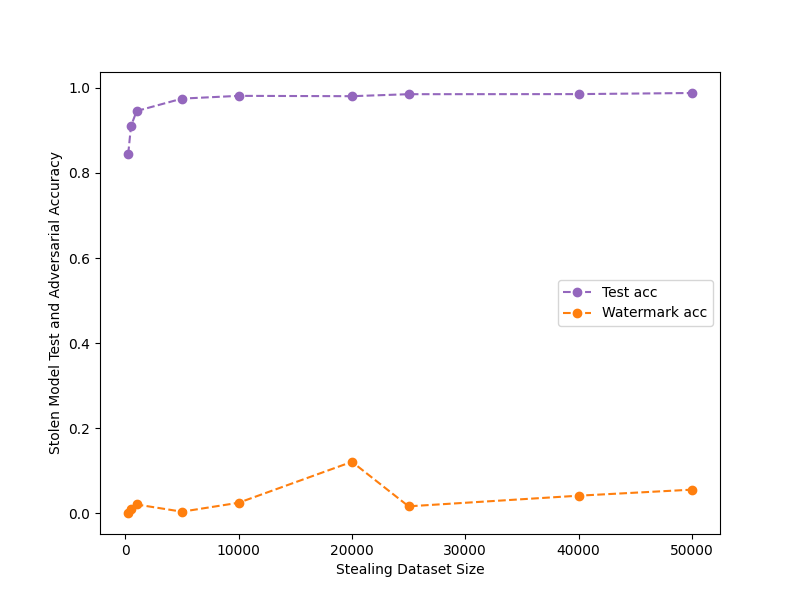 1.0
0.8
0.6
0.4
0.2
0.0
Stolen Model Test and Adversarial Accuracy
Test acc
Watermark acc
0 10000 20000 30000 40000 50000
Stealing Dataset Size